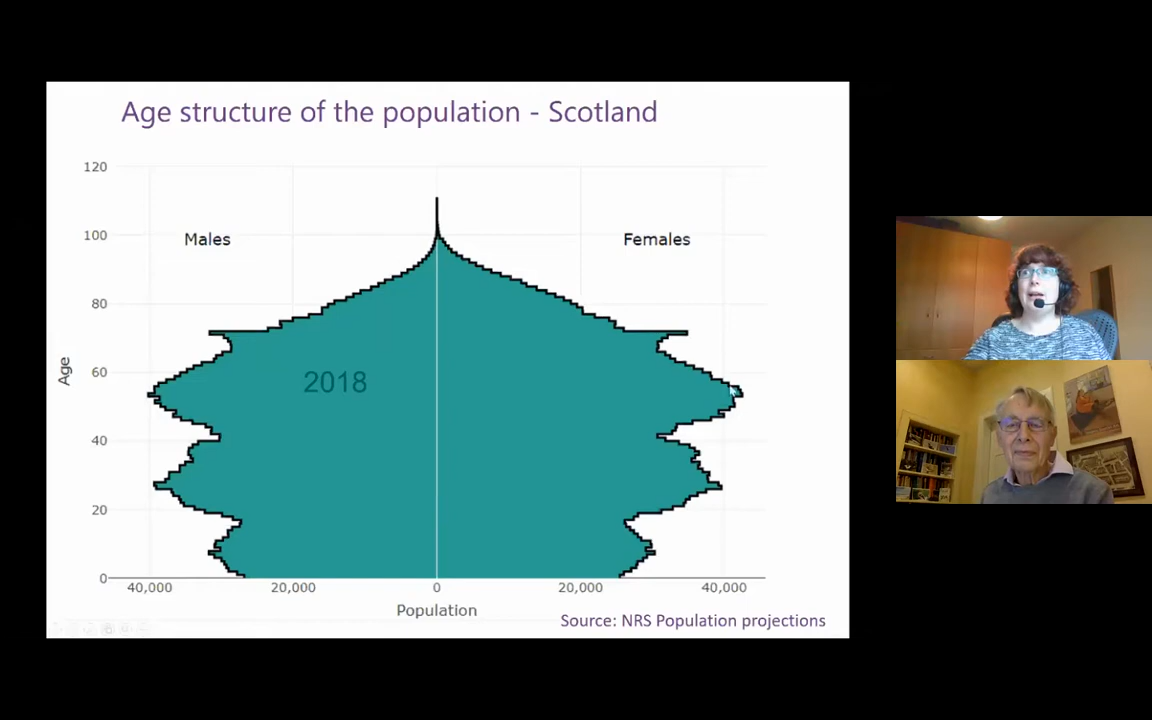 Age structure of the population - Scotland
120
100
80
60
40
20
0
Age
Males
Females
2018
40,000 20,000 0 20,000 40,000
Population
Source: NRS Population projections